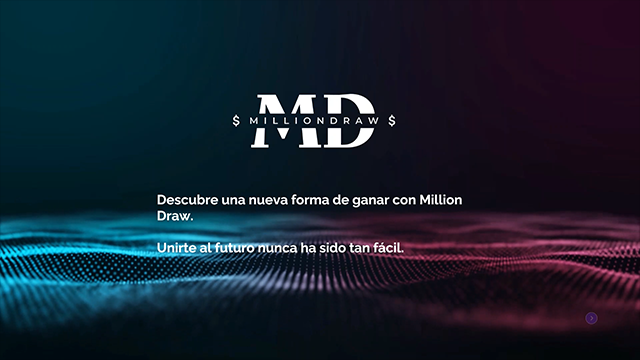 MD
$ MILLIONDRAW $
Descubre una nueva forma de ganar con Million
Draw.
Unirte al futuro nunca ha sido tan fácil.